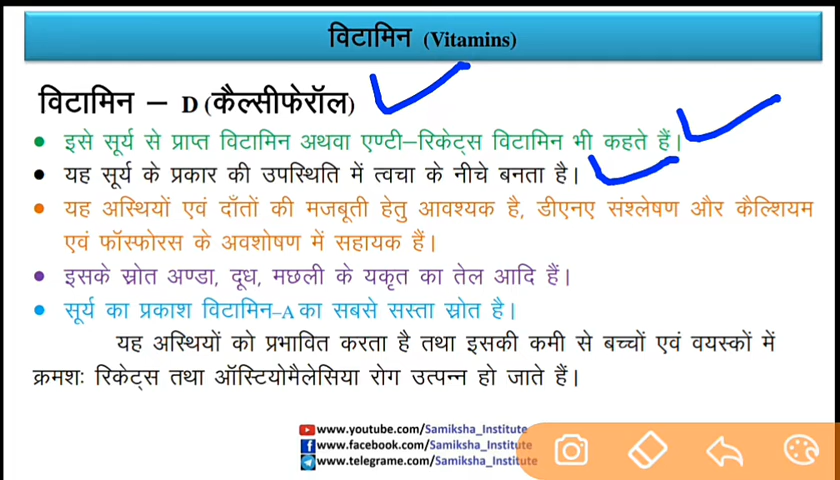 विटामिन (Vitamins)
विटामिन – D (कैल्सीफेरॉल)
• इसे सूर्य से प्राप्त विटामिन अथवा एण्टी–रिकेट्स विटामिन भी कहते हैं।
• यह सूर्य के प्रकार की उपस्थिति में त्वचा के नीचे बनता है।
• यह अस्थियों एवं दाँतों की मजबूती हेतु आवश्यक है, डीएनए संश्लेषण और कैल्शियम
एवं फॉस्फोरस के अवशोषण में सहायक हैं।
• इसके स्रोत अण्डा, दूध, मछली के यकृत का तेल आदि हैं।
• सूर्य का प्रकाश विटामिन–A का सबसे सस्ता स्रोत है।
यह अस्थियों को प्रभावित करता है तथा इसकी कमी से बच्चों एवं वयस्कों में
क्रमशः रिकेट्स तथा ऑस्टियोमैलेसिया रोग उत्पन्न हो जाते हैं।
www.youtube.com/Samiksha_Institute
www.facebook.com/Samiksha_Institute
www.telegrame.com/Samiksha_Institute